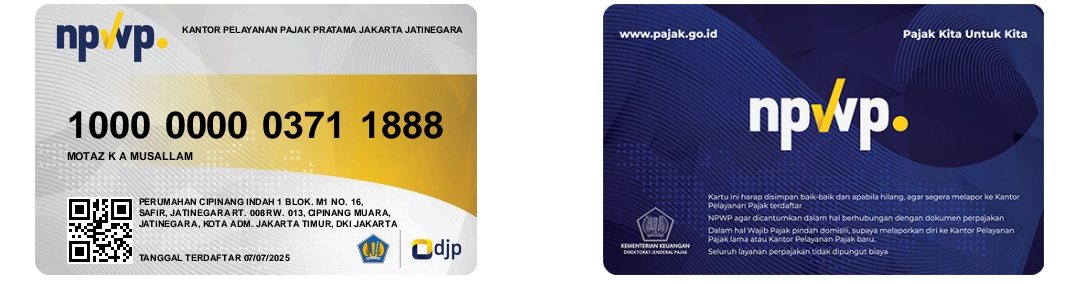 npwp.
KANTOR PELAYANAN PAJAK PRATAMA JAKARTA JATINEGARA
1000 0000 0371 1888
MOTAZ K A MUSALLAM
PERUMAHAN CIPINANG INDAH 1 BLOK. M1 NO. 16,
SAFIR, JATINEGARA RT. 008 RW. 013, CIPINANG MUARA,
JATINEGARA, KOTA ADM. JAKARTA TIMUR, DKI JAKARTA
TANGGAL TERDAFTAR 07/07/2025
djp
www.pajak.go.id
Pajak Kita Untuk Kita
npwp.
Kartu ini harap disimpan baik-baik dan apabila hilang, agar segera melapor ke Kantor
Pelayanan Pajak terdaftar
NPWP agar dicantumkan dalam hal berhubungan dengan dokumen perpajakan
Dalam hal Wajib Pajak pindah domisili, supaya melaporkan diri ke Kantor Pelayanan
Pajak lama atau Kantor Pelayanan Pajak baru.
Seluruh layanan perpajakan tidak dipungut biaya
KEMENTERIAN KEUANGAN
DIREKTORAT JENDERAL PAJAK